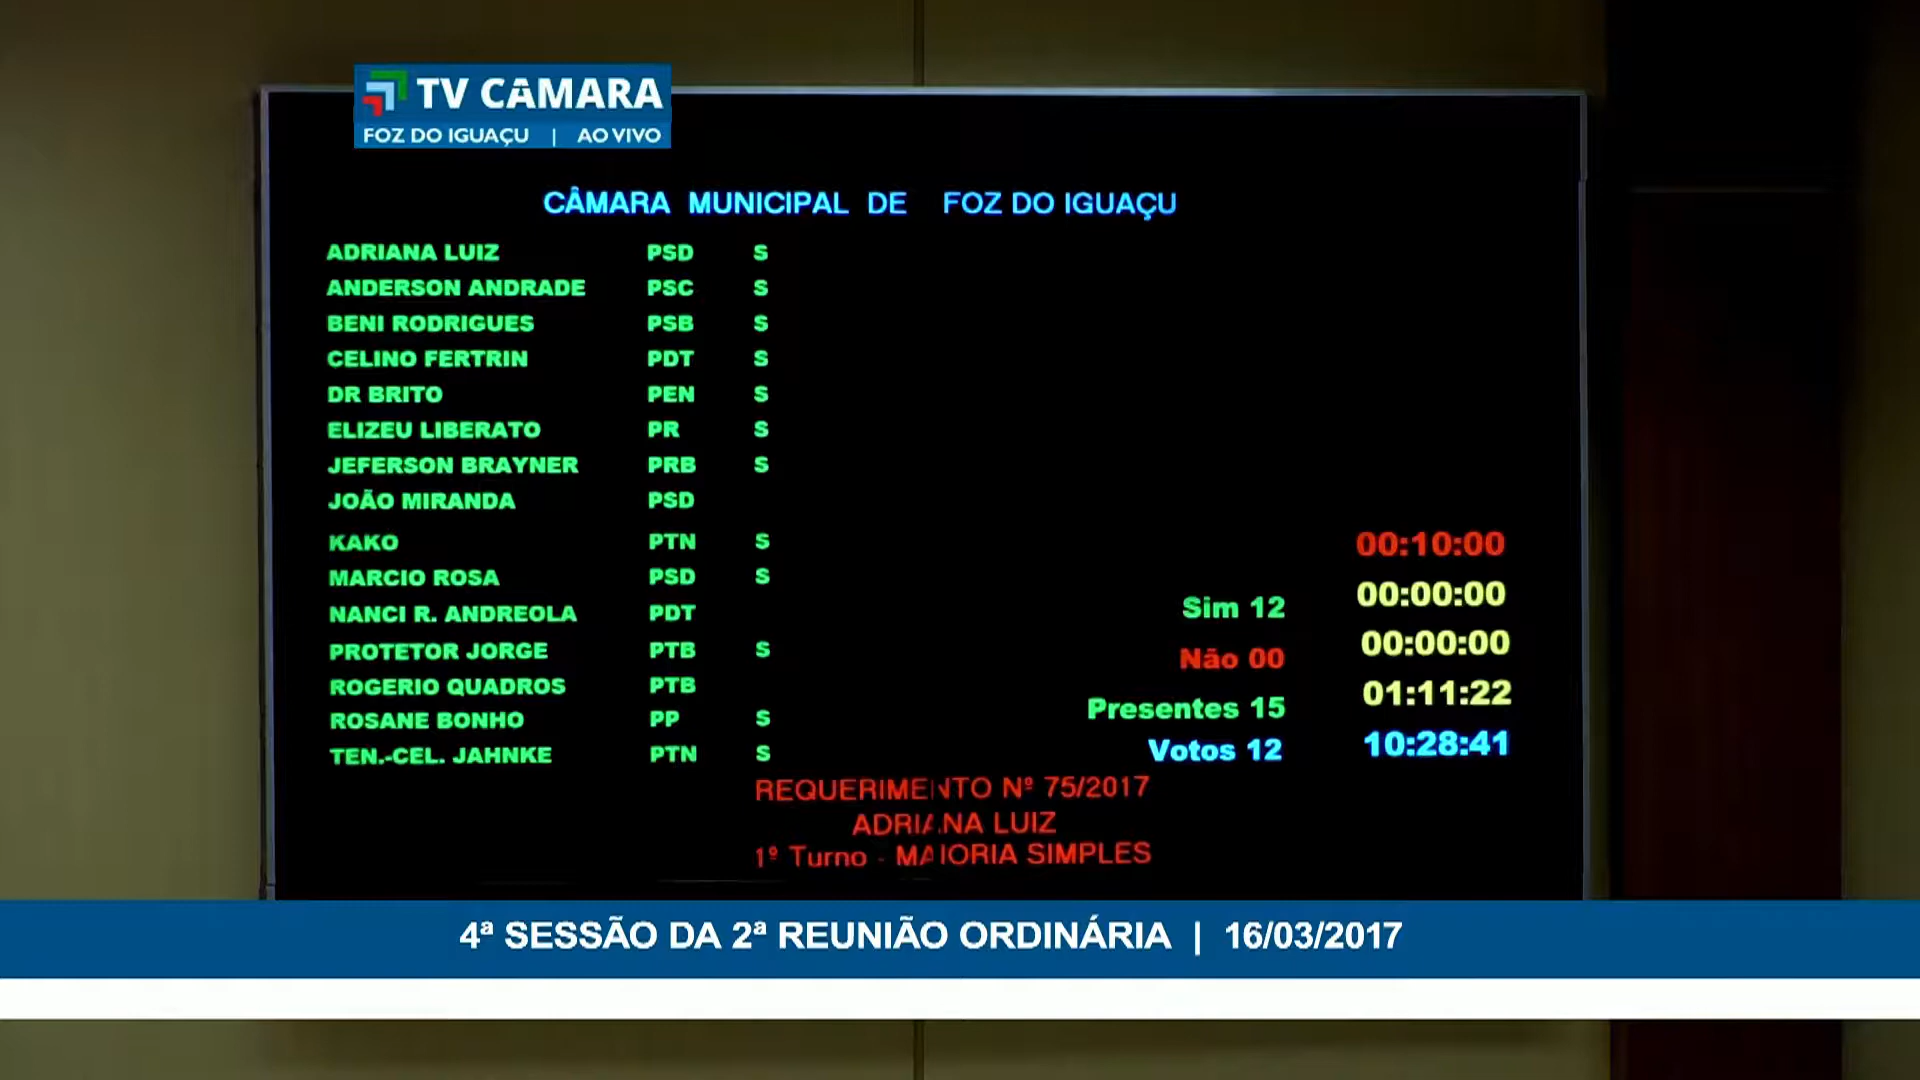 TV CÂMARA
FOZ DO IGUAÇU | AO VIVO
CÂMARA MUNICIPAL DE FOZ DO IGUAÇU
ADRIANA LUIZ PSD S
ANDERSON ANDRADE PSC S
BENI RODRIGUES PSB S
CELINO FERTRIN PDT S
DR BRITO PEN S
ELIZEU LIBERATO PR S
JEFERSON BRAYNER PRB S
JOÃO MIRANDA PSD
KAKO PTN S
MARCIO ROSA PSD S
NANCI R. ANDREOLA PDT
PROTETOR JORGE PTB S
ROGERIO QUADROS PTB
ROSANE BONHO PP S
TEN.-CEL. JAHNKE PTN S
00:10:00
Sim 12 00:00:00
Não 00 00:00:00
Presentes 15 01:11:22
Votos 12 10:28:41
REQUERIMENTO Nº 75/2017
ADRIANA LUIZ
1º Turno - MAIORIA SIMPLES
4ª SESSÃO DA 2ª REUNIÃO ORDINÁRIA | 16/03/2017